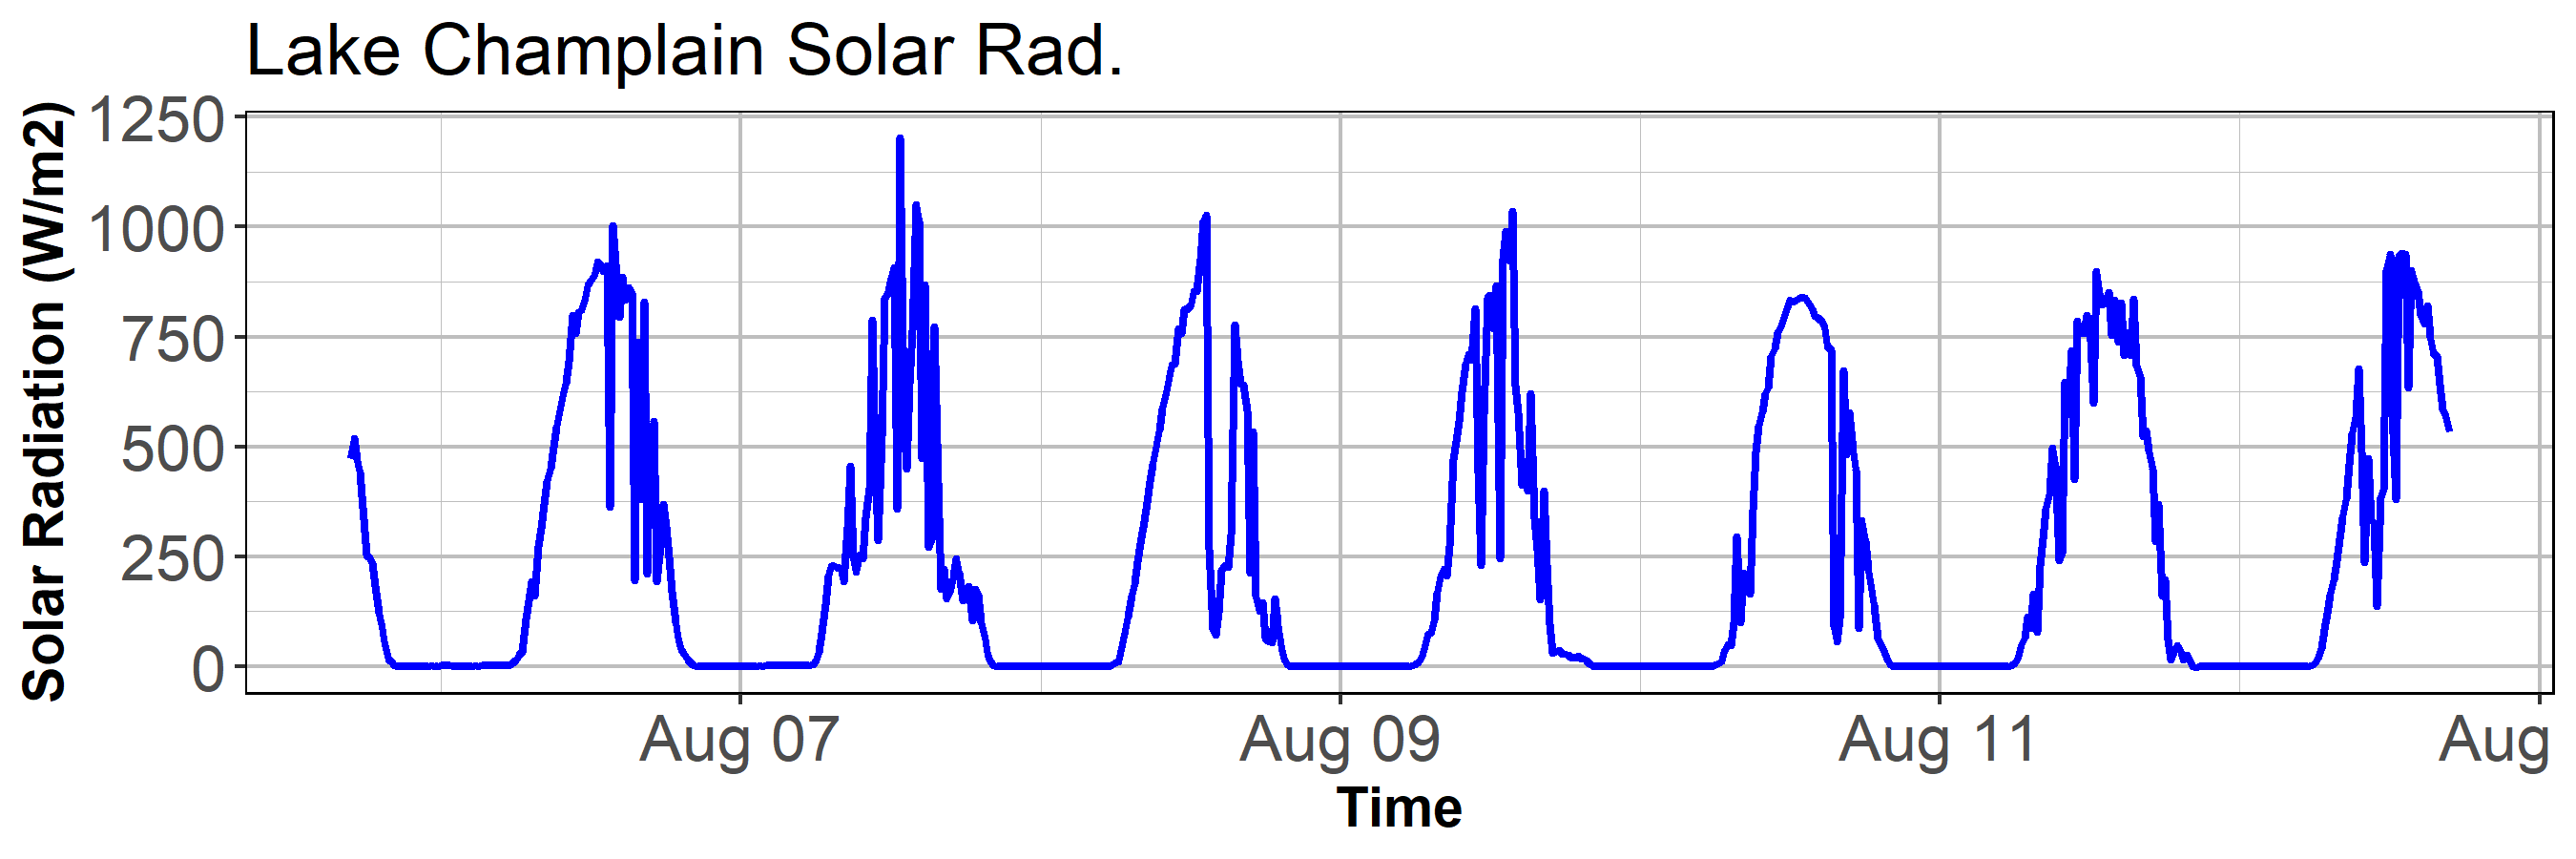 Lake Champlain Solar Rad.
Solar Radiation (W/m2)
1250
1000
750
500
250
0
Aug 07
Aug 09
Aug 11
Aug
Time